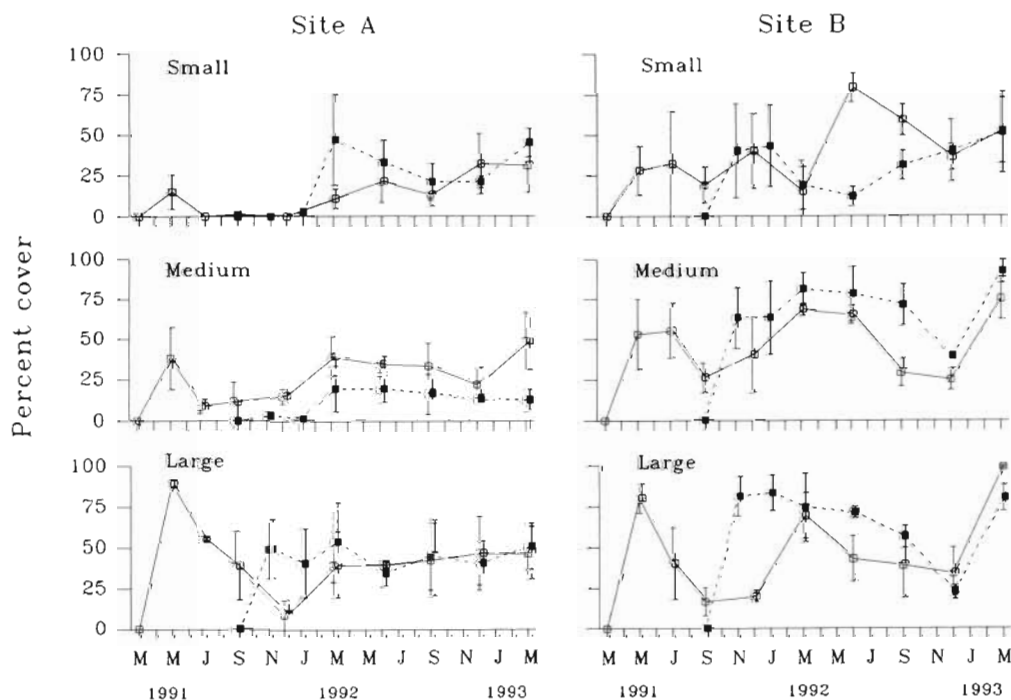 Site A Site B
100 Small Small
75
50
25
0
100 Medium Medium
75
50
25
0
100 Large Large
75
50
25
0
Percent cover
M M J S N J M M J S N J M M M J S N J M M J S N J M
1991 1992 1993 1991 1992 1993